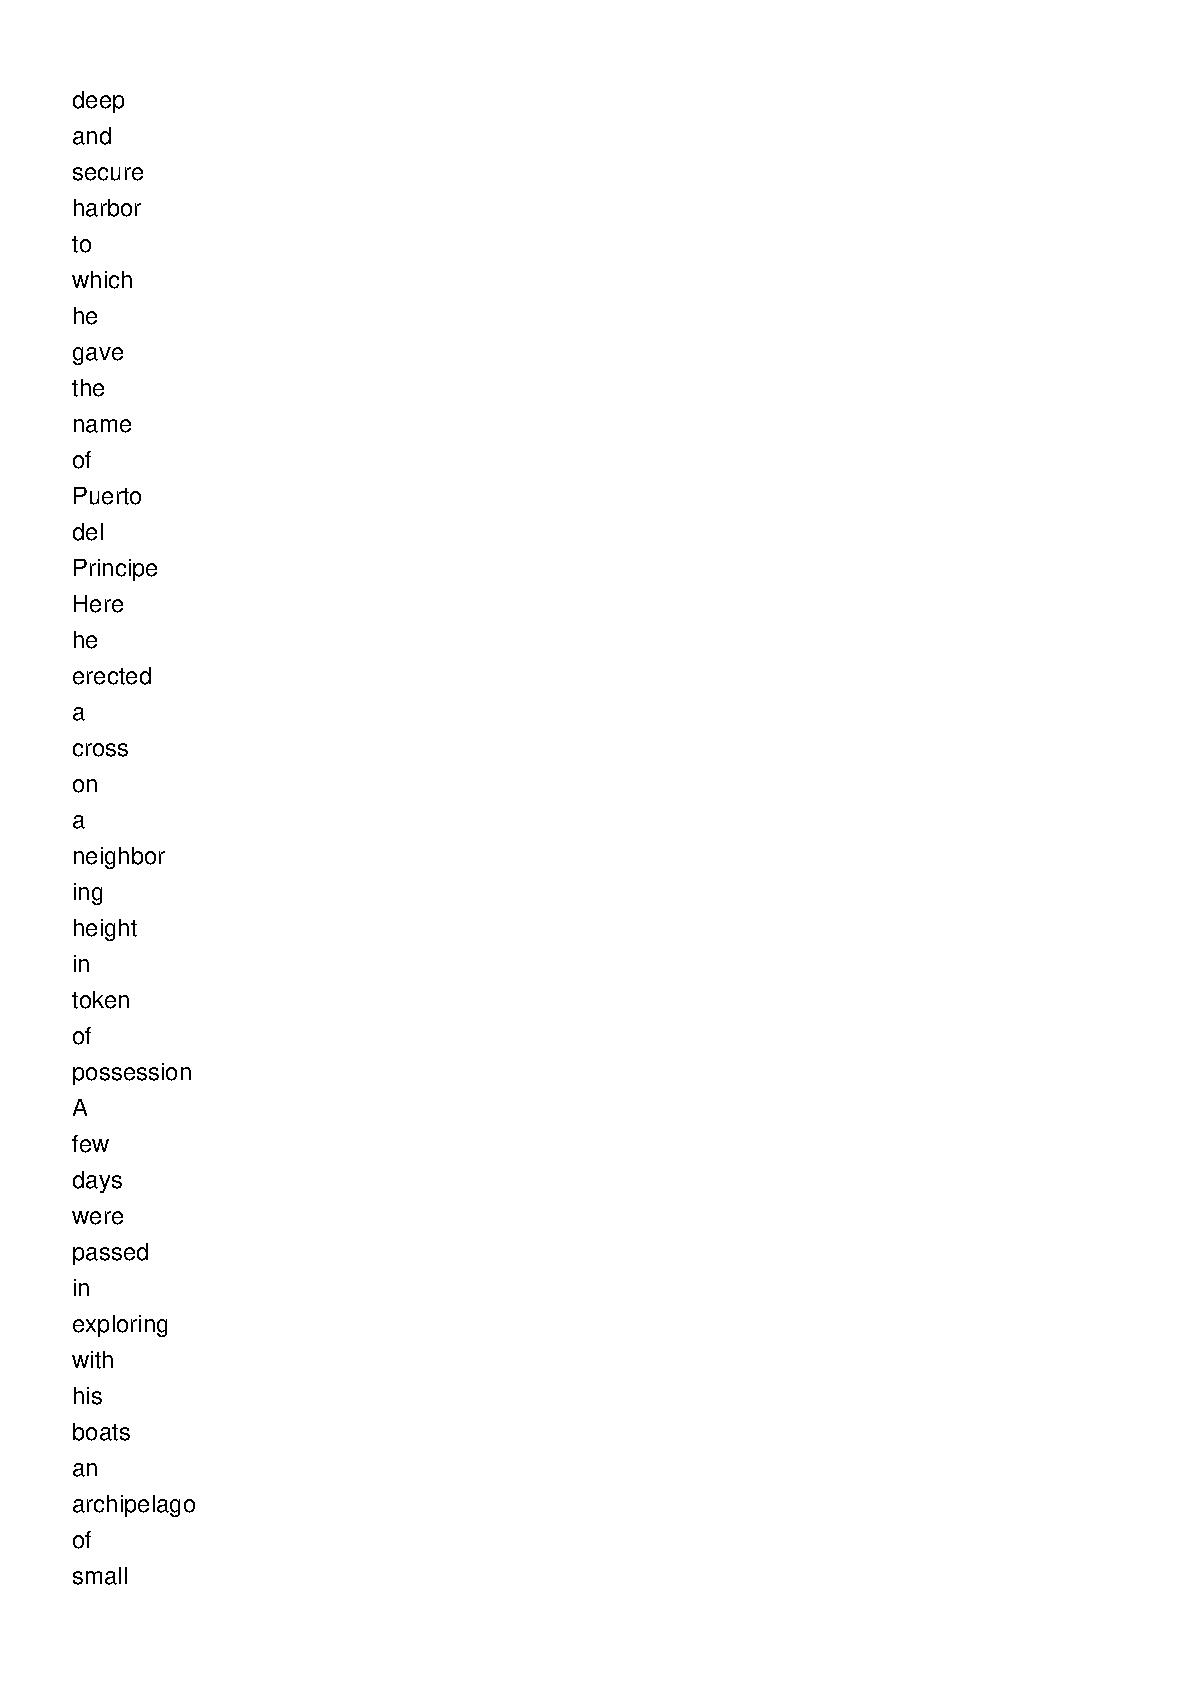 deep
and
secure
harbor
to
which
he
gave
the
name
of
Puerto
del
Principe
Here
he
erected
a
cross
on
a
neighbor
ing
height
in
token
of
possession
A
few
days
were
passed
in
exploring
with
his
boats
an
archipelago
of
small